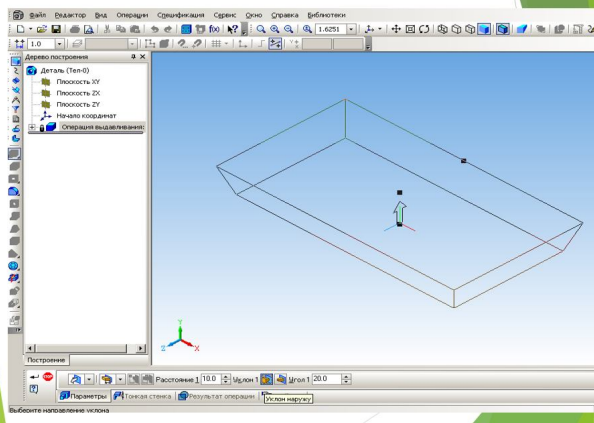 Файл Редактор Вид Операции Спецификация Сервис Окно Справка Библиотеки
1.6251
1.0
Дерево построения
Деталь (Тел-0)
Плоскость XY
Плоскость ZX
Плоскость ZY
Начало координат
Операция выдавливания:
Y
Z X
Построение
STOP
Расстояние 1 10.0 Уклон 1 Угол 1 20.0
Параметры Тонкая стенка Результат операции
Уклон наружу
Выберите направление уклона